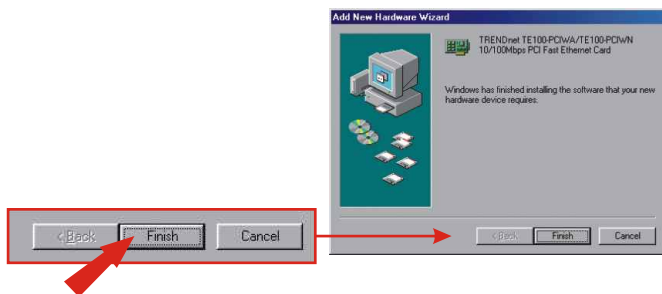 Add New Hardware Wizard
TRENDnet TE100-PCIWA/TE100-PCIWN
10/100Mbps PCI Fast Ethernet Card
Windows has finished installing the software that your new
hardware device requires.
< Back Finish Cancel
< Back Finish Cancel